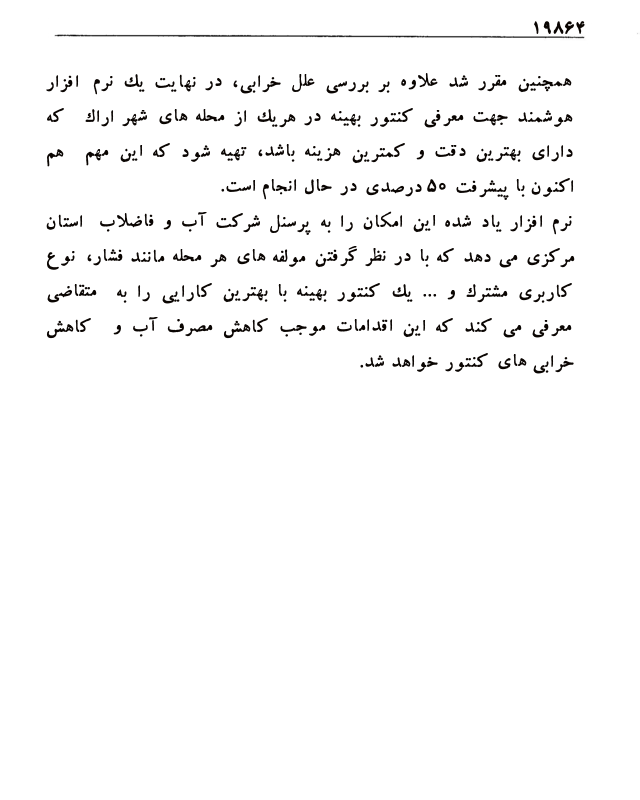 ۱۹۸۶۴
همچنین مقرر شد علاوه بر بررسی علل خرابی، در نهایت یك نرم افزار
هوشمند جهت معرفی کنتور بهینه در هریك از محله های شهر اراك که
دارای بهترین دقت و کمترین هزینه باشد، تهیه شود که این مهم هم
اکنون با پیشرفت ۵۰ درصدی در حال انجام است.
نرم افزار یاد شده این امکان را به پرسنل شرکت آب و فاضلاب استان
مرکزی می دهد که با در نظر گرفتن مولفه های هر محله مانند فشار، نوع
کاربری مشترك و ... یك کنتور بهینه با بهترین کارایی را به متقاضی
معرفی می کند که این اقدامات موجب کاهش مصرف آب و کاهش
خرابی های کنتور خواهد شد.